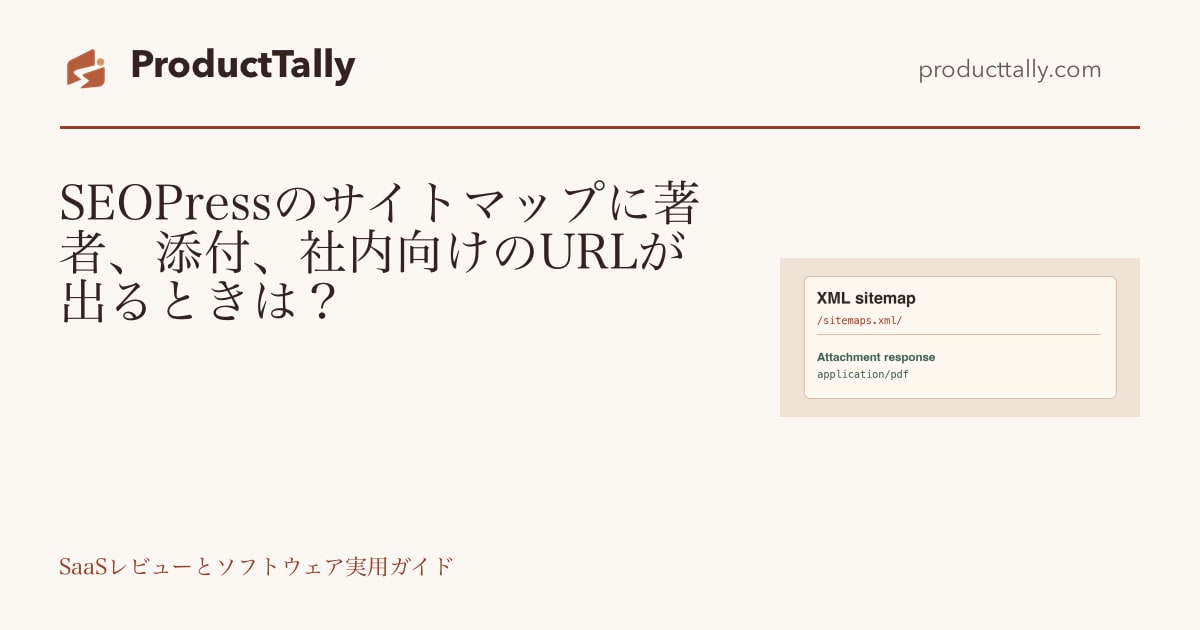 ProductTally
producttally.com
SEOPressのサイトマップに著
者、添付、社内向けのURLが
出るときは？
XML sitemap
/sitemaps.xml/
Attachment response
application/pdf
SaaSレビューとソフトウェア実用ガイド